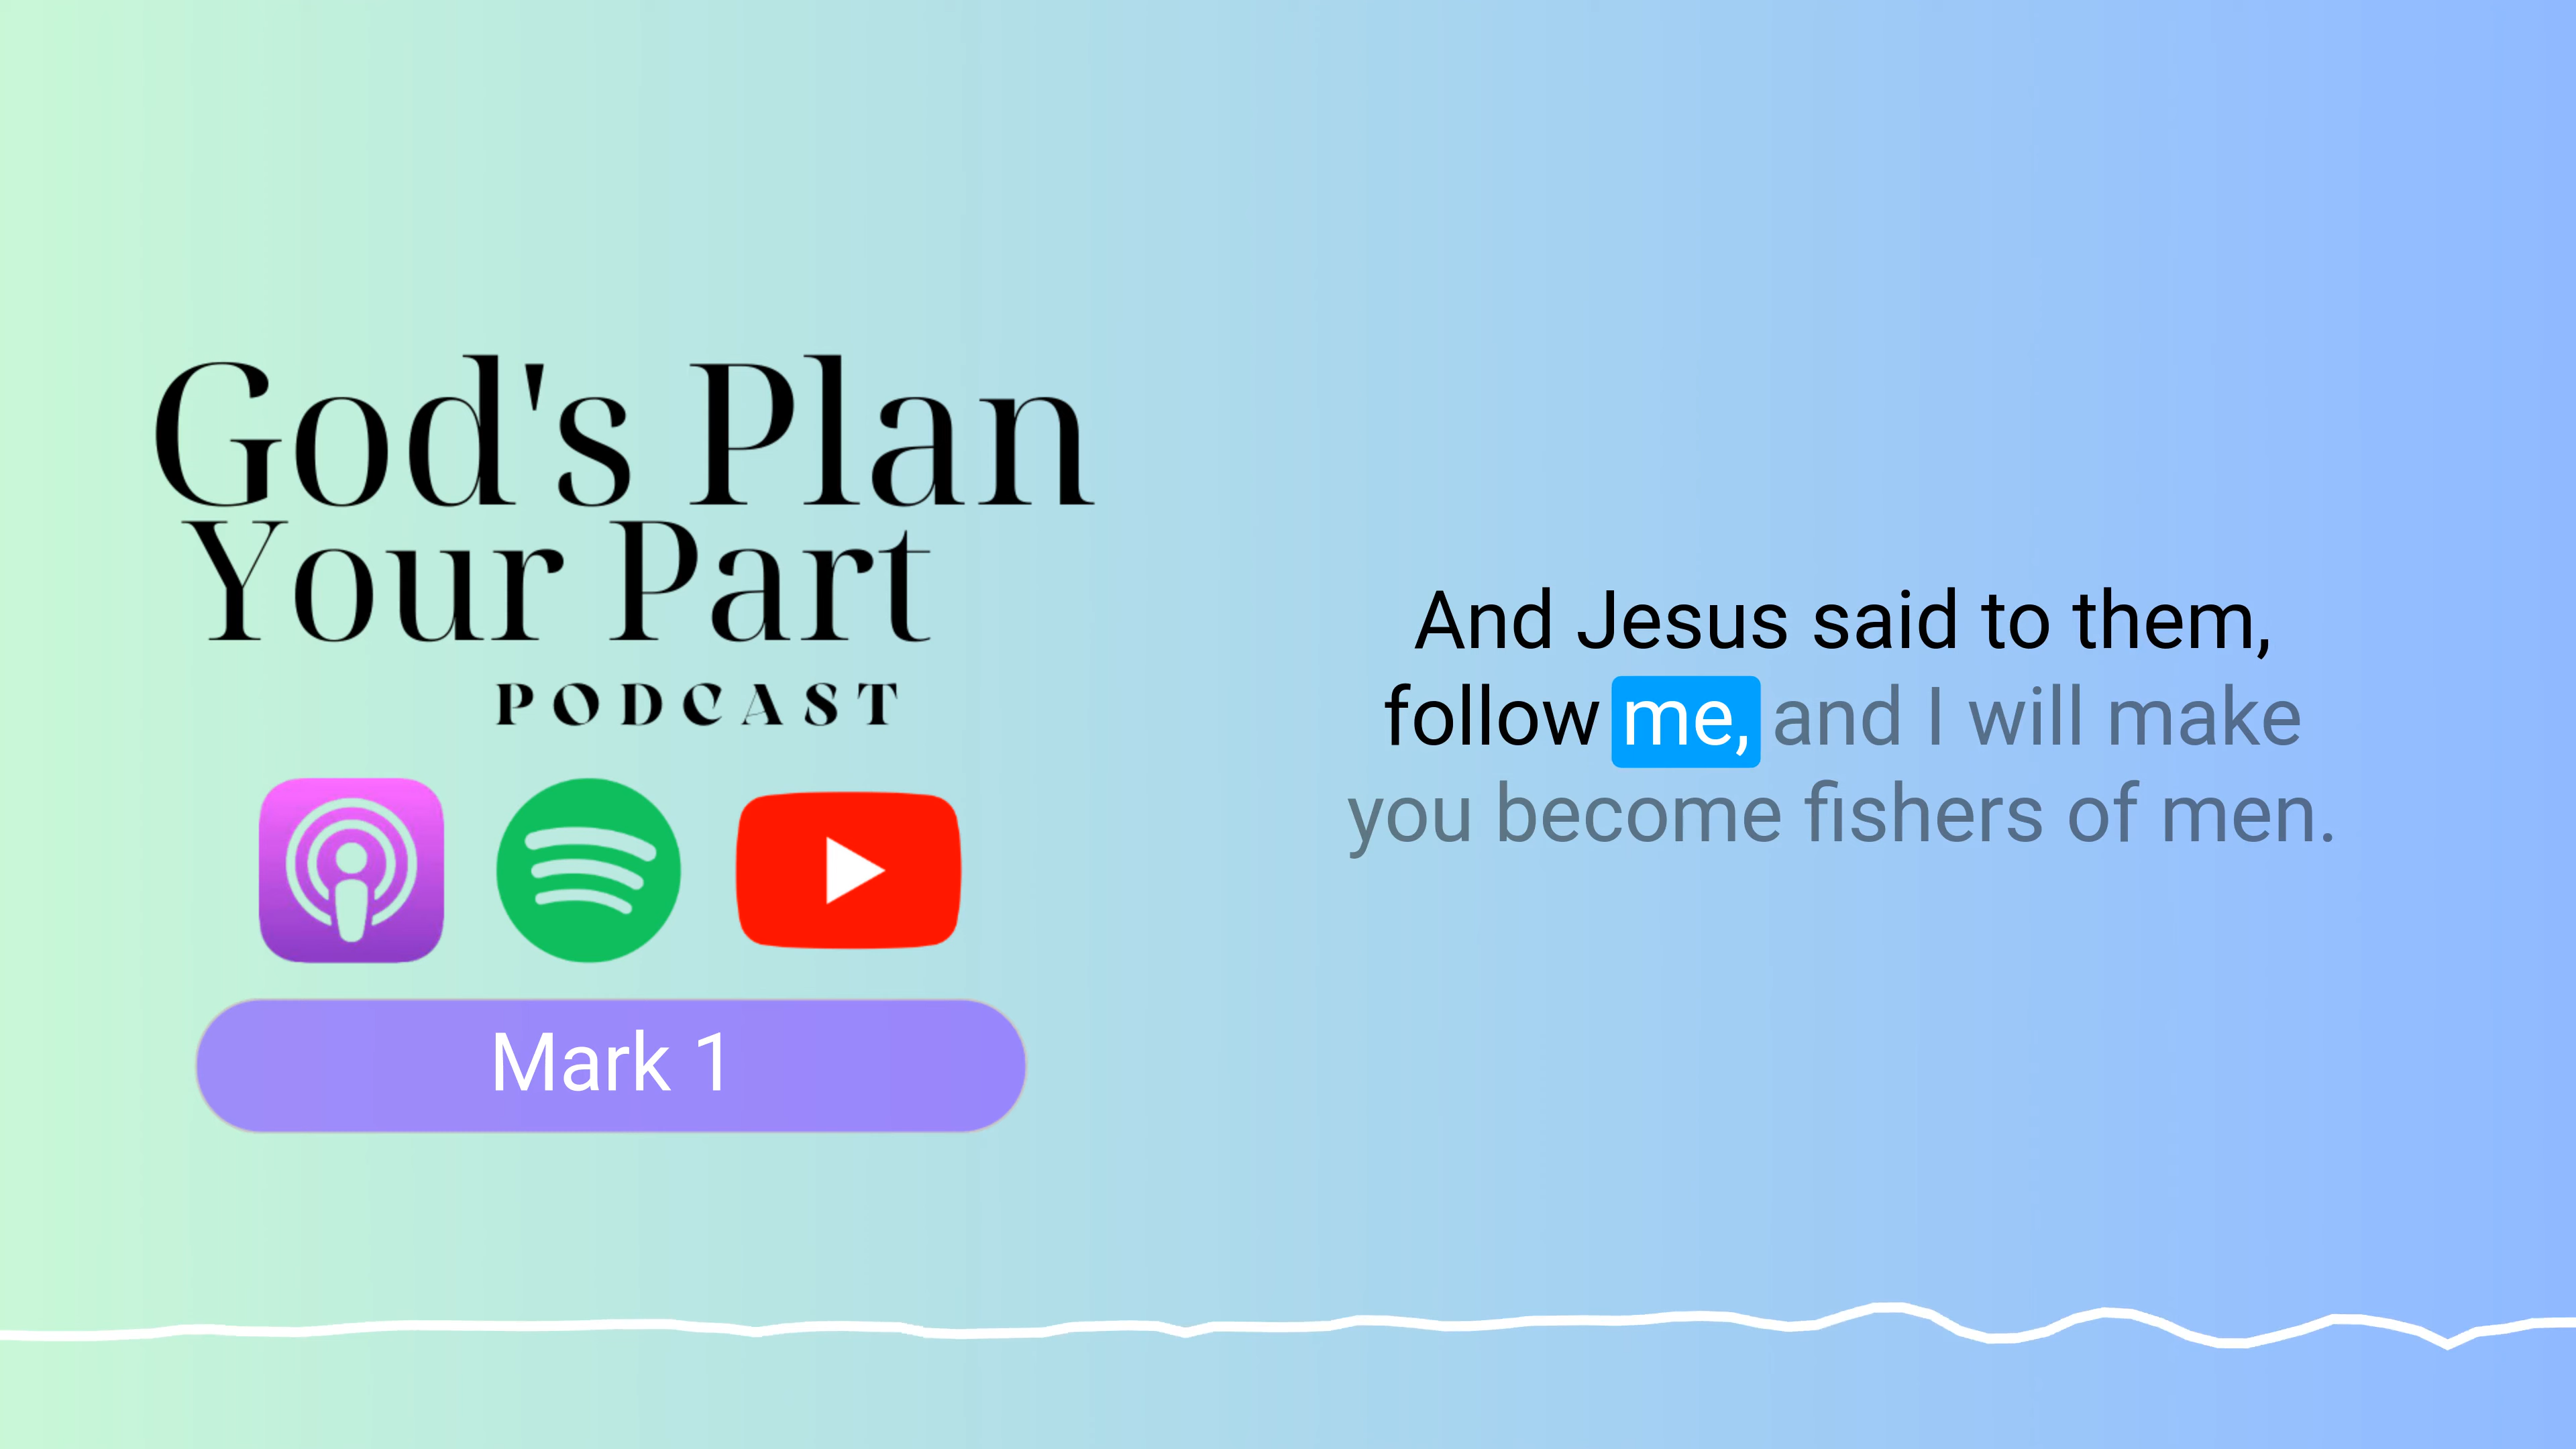 God's Plan
Your Part
PODCAST
Mark 1
And Jesus said to them,
follow me, and I will make
you become fishers of men.